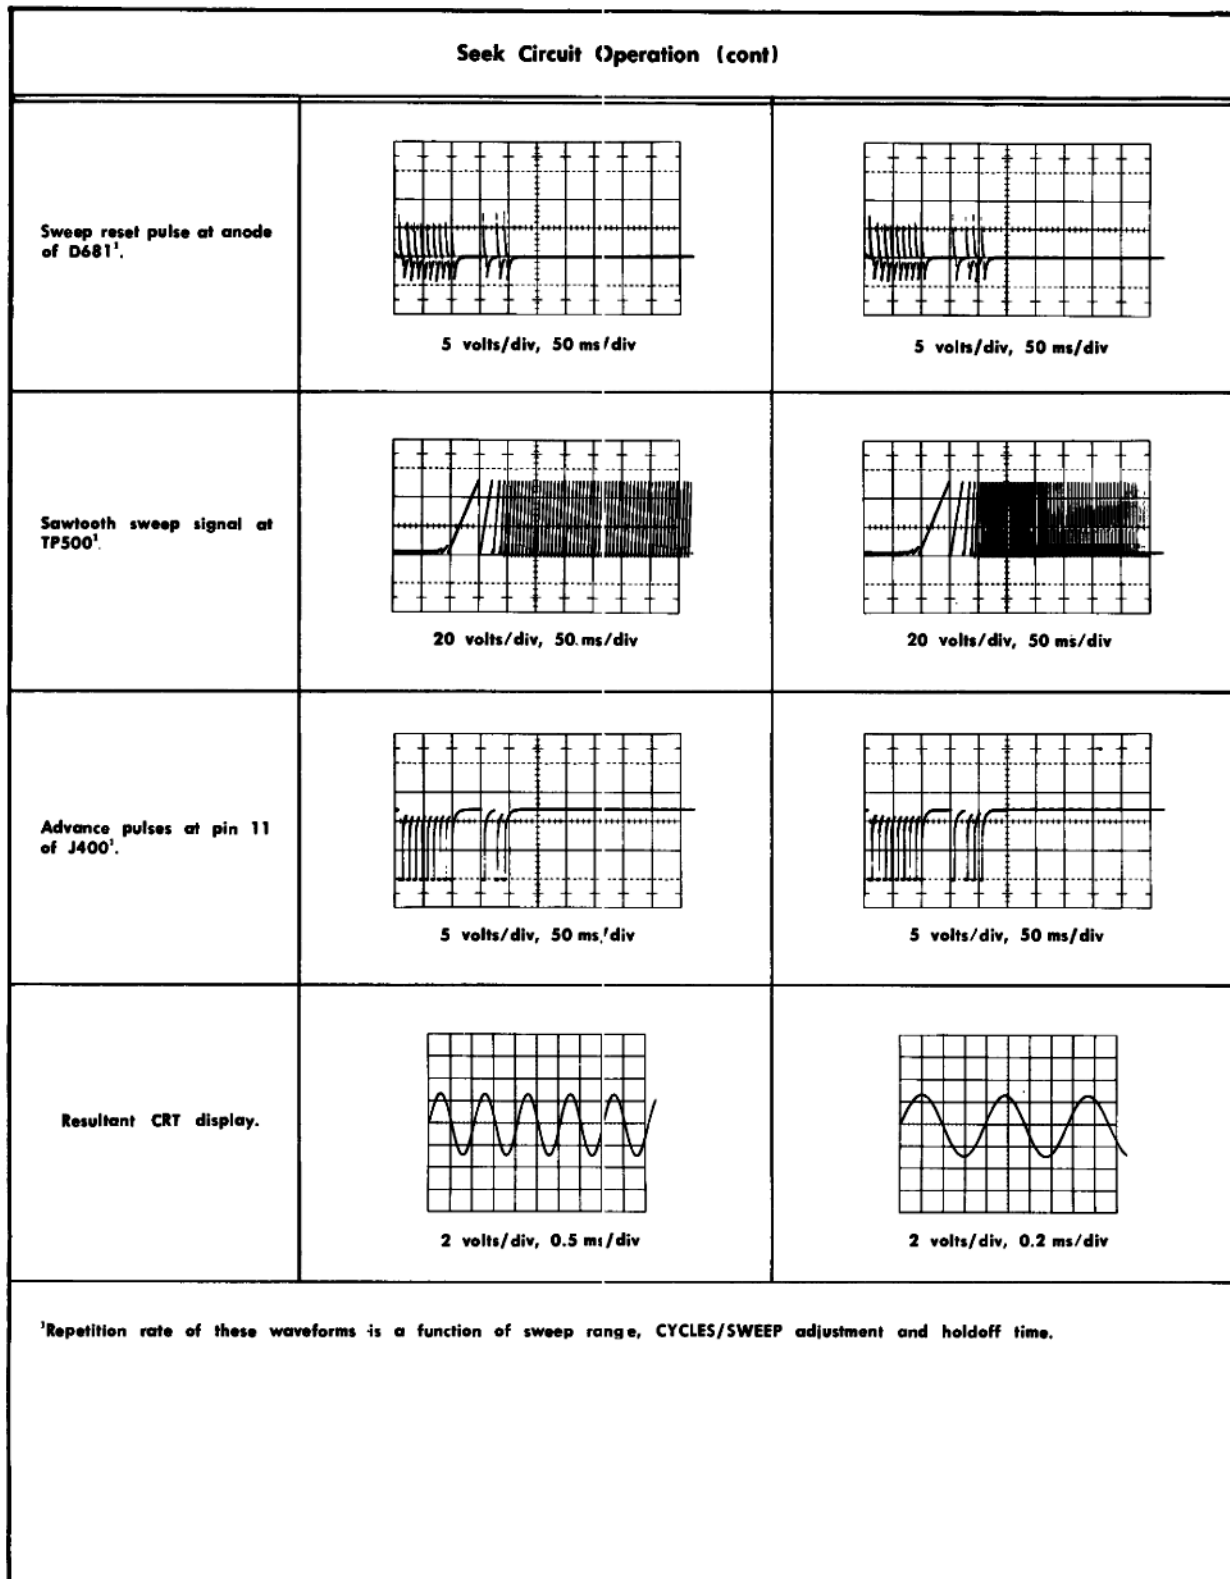 Seek Circuit Operation (cont)
Sweep reset pulse at anode
of D681¹.
5 volts/div, 50 ms/div
5 volts/div, 50 ms/div
Sawtooth sweep signal at
TP500¹.
20 volts/div, 50 ms/div
20 volts/div, 50 ms/div
Advance pulses at pin 11
of J400¹.
5 volts/div, 50 ms/div
5 volts/div, 50 ms/div
Resultant CRT display.
2 volts/div, 0.5 ms/div
2 volts/div, 0.2 ms/div
¹Repetition rate of these waveforms is a function of sweep range, CYCLES/SWEEP adjustment and holdoff time.